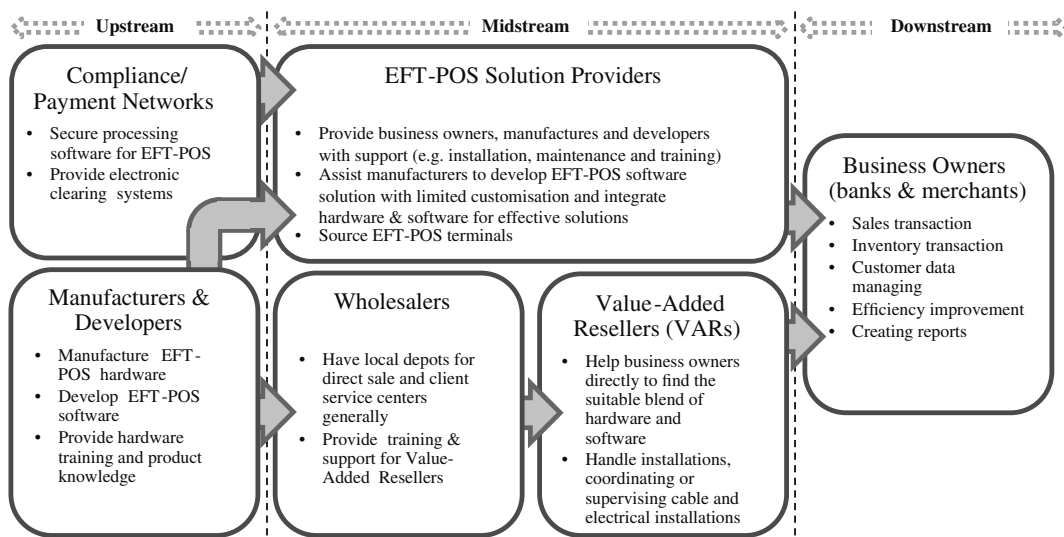 Upstream
Midstream
Downstream
Compliance/
Payment Networks
• Secure processing
software for EFT-POS
• Provide electronic
clearing systems
EFT-POS Solution Providers
• Provide business owners, manufactures and developers
with support (e.g. installation, maintenance and training)
• Assist manufacturers to develop EFT-POS software
solution with limited customisation and integrate
hardware & software for effective solutions
• Source EFT-POS terminals
Business Owners
(banks & merchants)
• Sales transaction
• Inventory transaction
• Customer data
managing
• Efficiency improvement
• Creating reports
Manufacturers &
Developers
• Manufacture EFT-
POS hardware
• Develop EFT-POS
software
• Provide hardware
training and product
knowledge
Wholesalers
• Have local depots for
direct sale and client
service centers
generally
• Provide training &
support for Value-
Added Resellers
Value-Added
Resellers (VARs)
• Help business owners
directly to find the
suitable blend of
hardware and
software
• Handle installations,
coordinating or
supervising cable and
electrical installations